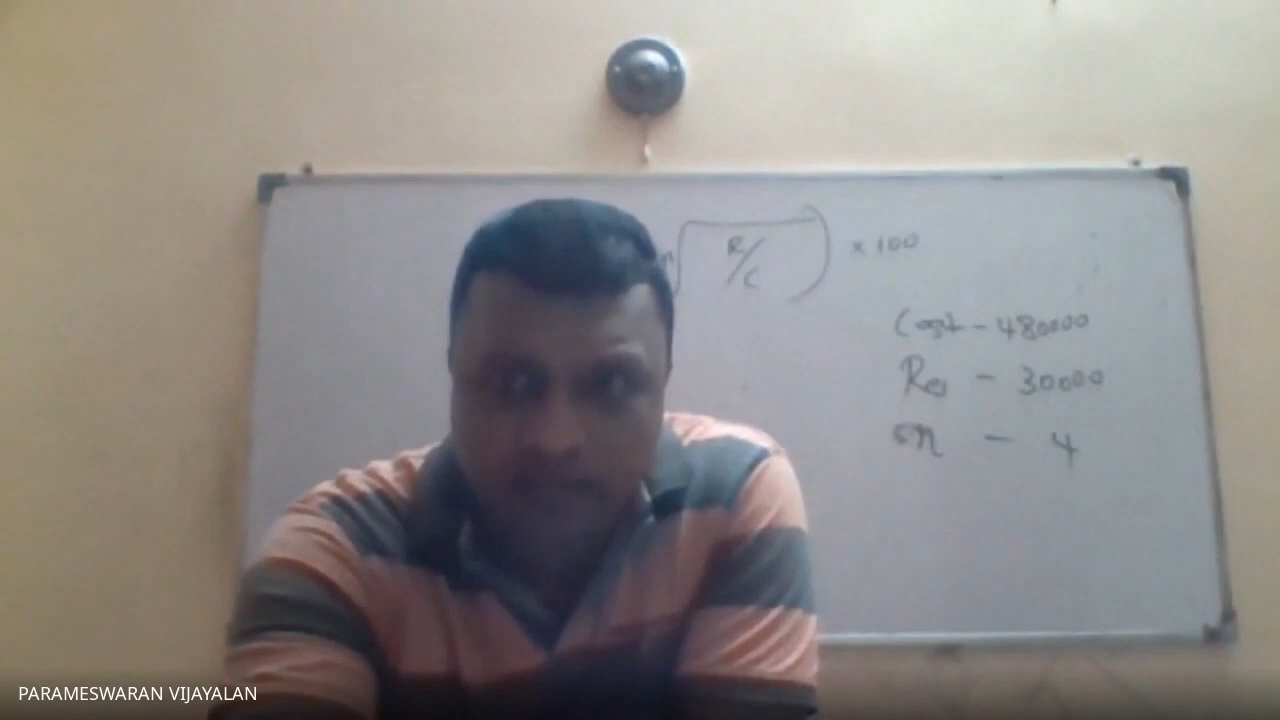 n√(R/C) × 100
Cost - 480000
Res - 30000
n - 4
PARAMESWARAN VIJAYALAN